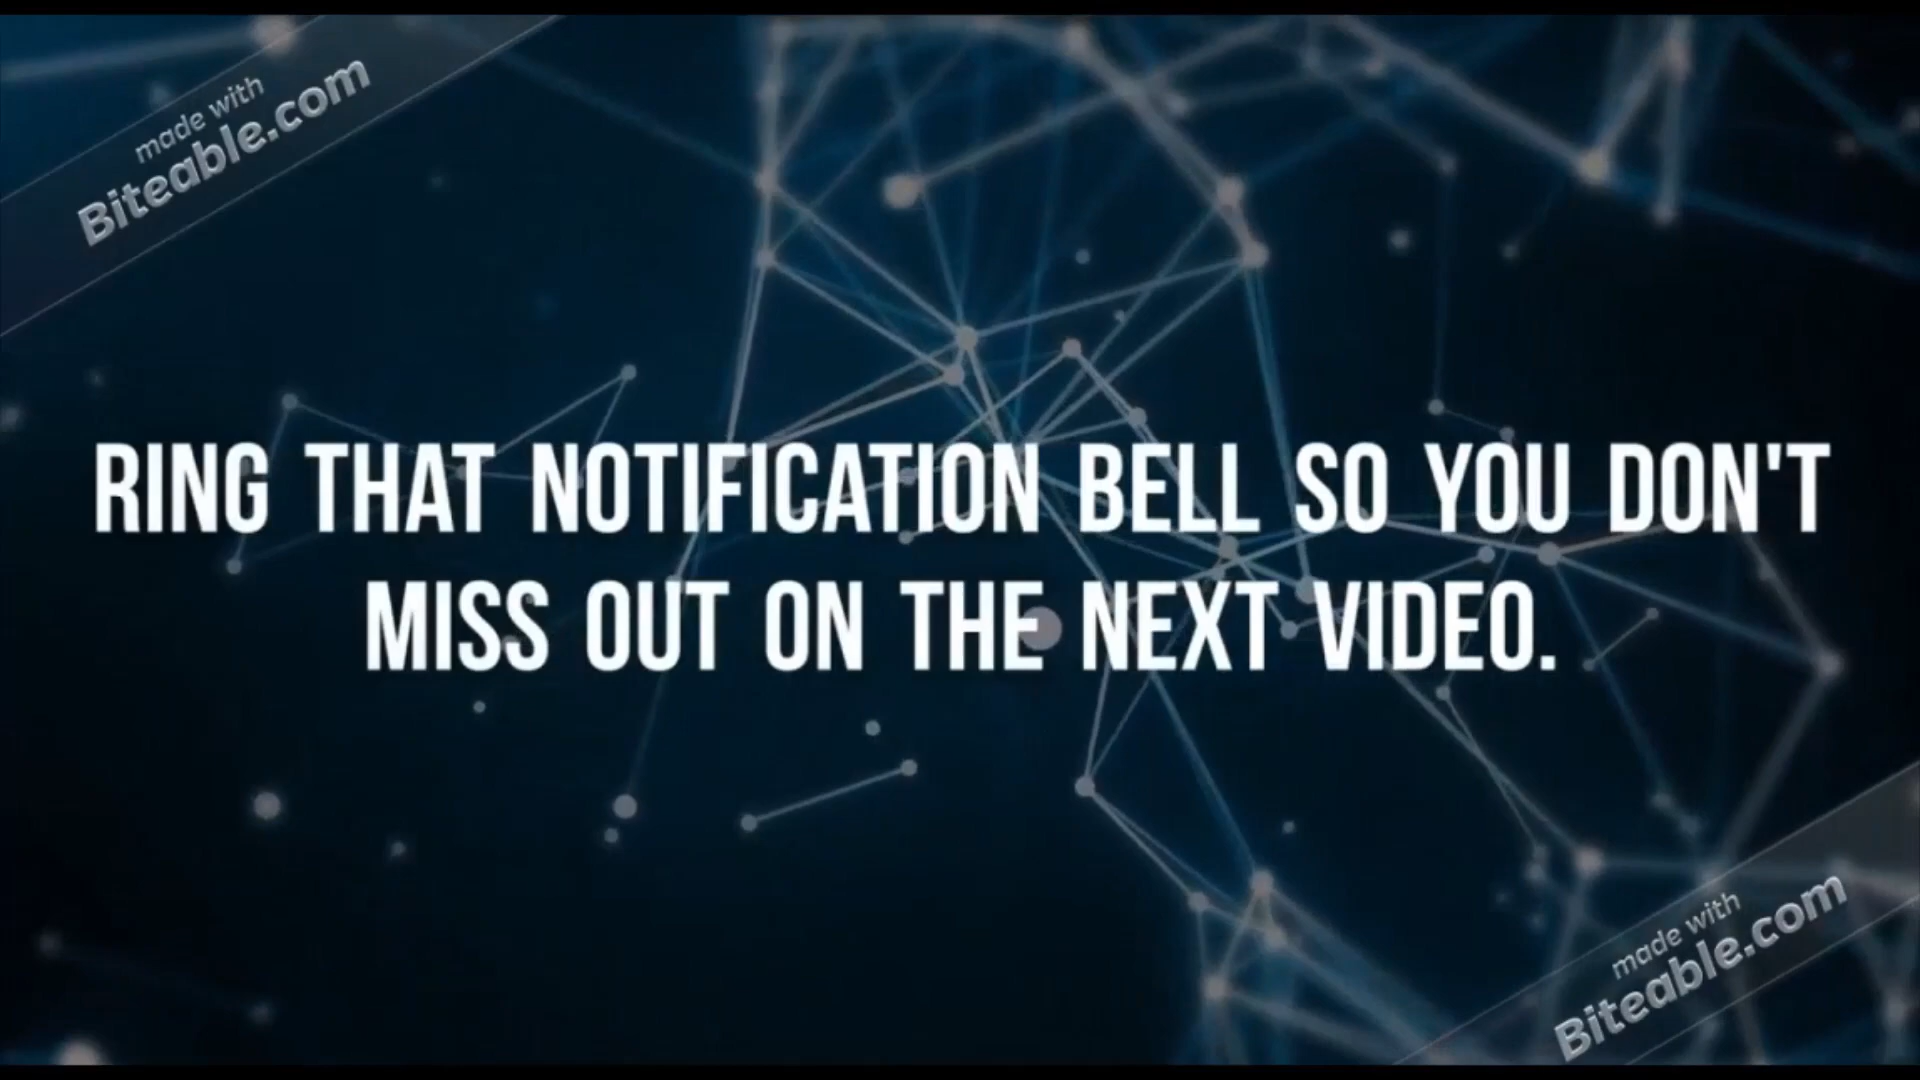 made with
Biteable.com
RING THAT NOTIFICATION BELL SO YOU DON'T
MISS OUT ON THE NEXT VIDEO.
made with
Biteable.com